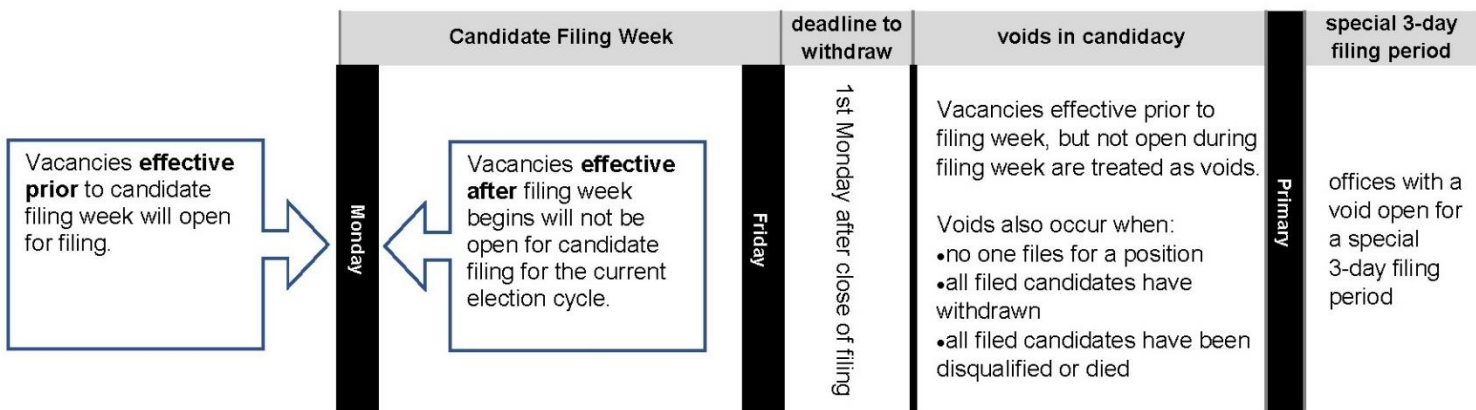 Candidate Filing Week
deadline to
withdraw
voids in candidacy
special 3-day
filing period
Vacancies effective
prior to candidate
filing week will open
for filing.
Monday
Vacancies effective
after filing week
begins will not be
open for candidate
filing for the current
election cycle.
Friday
1st Monday after close of filing
Vacancies effective prior to
filing week, but not open during
filing week are treated as voids.
Voids also occur when:
•no one files for a position
•all filed candidates have
withdrawn
•all filed candidates have been
disqualified or died
Primary
offices with a
void open for
a special
3-day filing
period